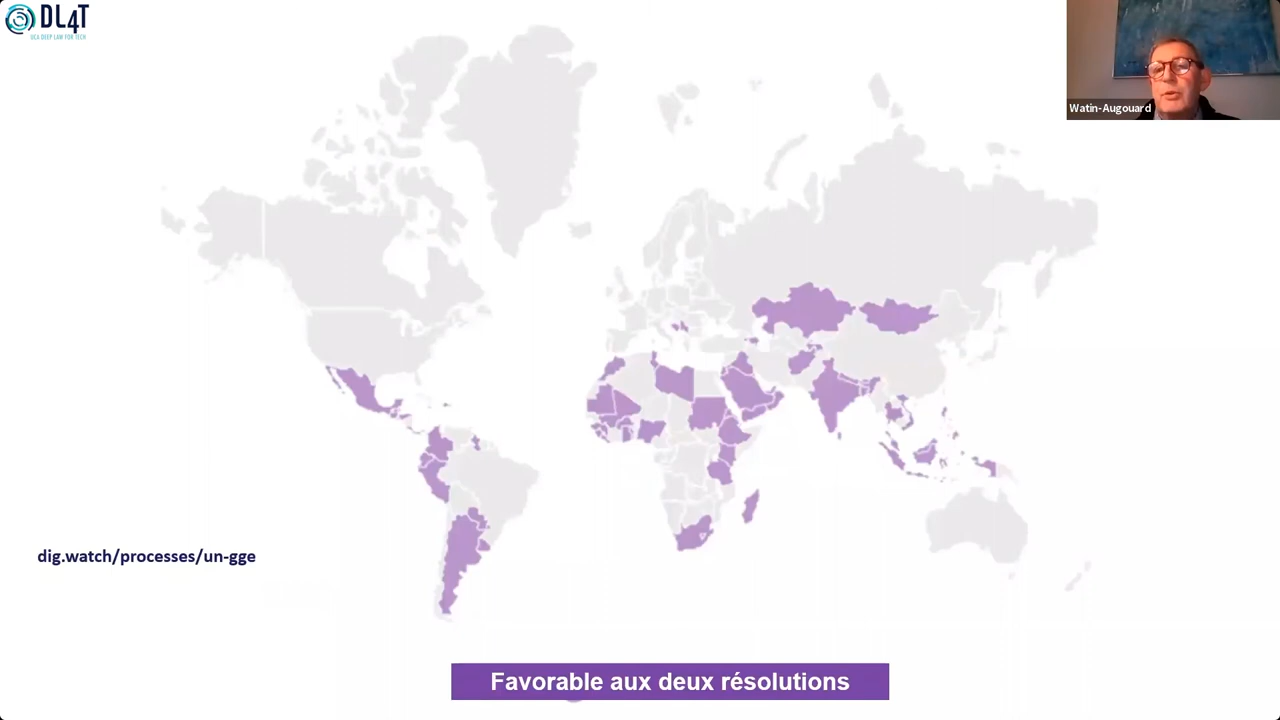 DL4T
UCA DEEP LAW FOR TECH
Watin-Augouard
dig.watch/processes/un-gge
Favorable aux deux résolutions